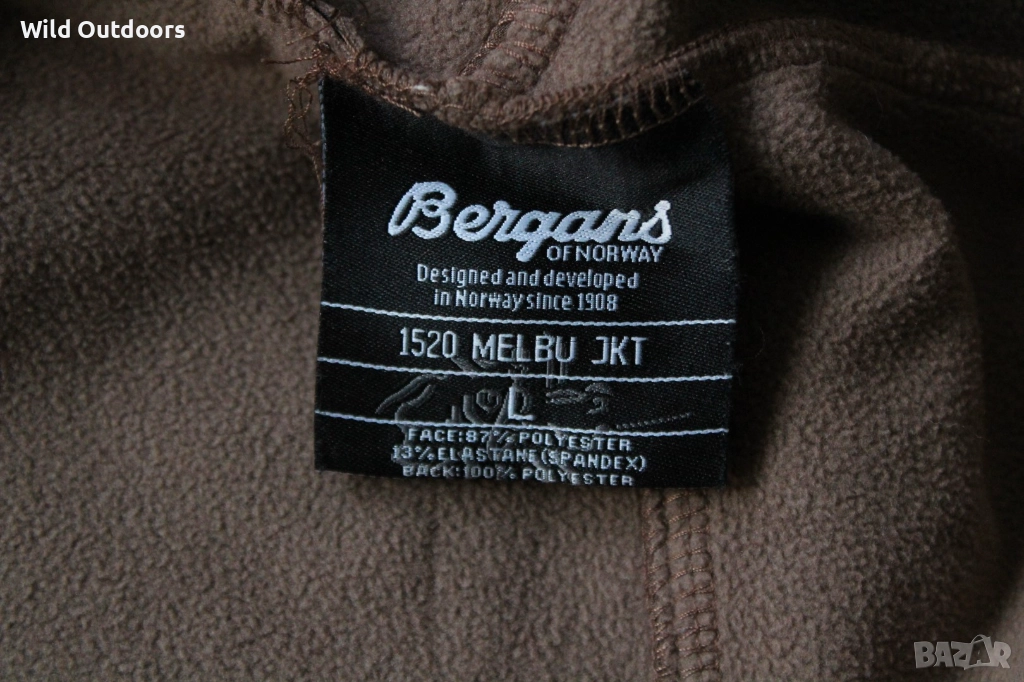 Wild Outdoors
Bergans
OF NORWAY
Designed and developed
in Norway since 1908
1520 MELBU JKT
L
FACE:87% POLYESTER
13% ELASTANE(SPANDEX)
BACK:100% POLYESTER
BAZAR